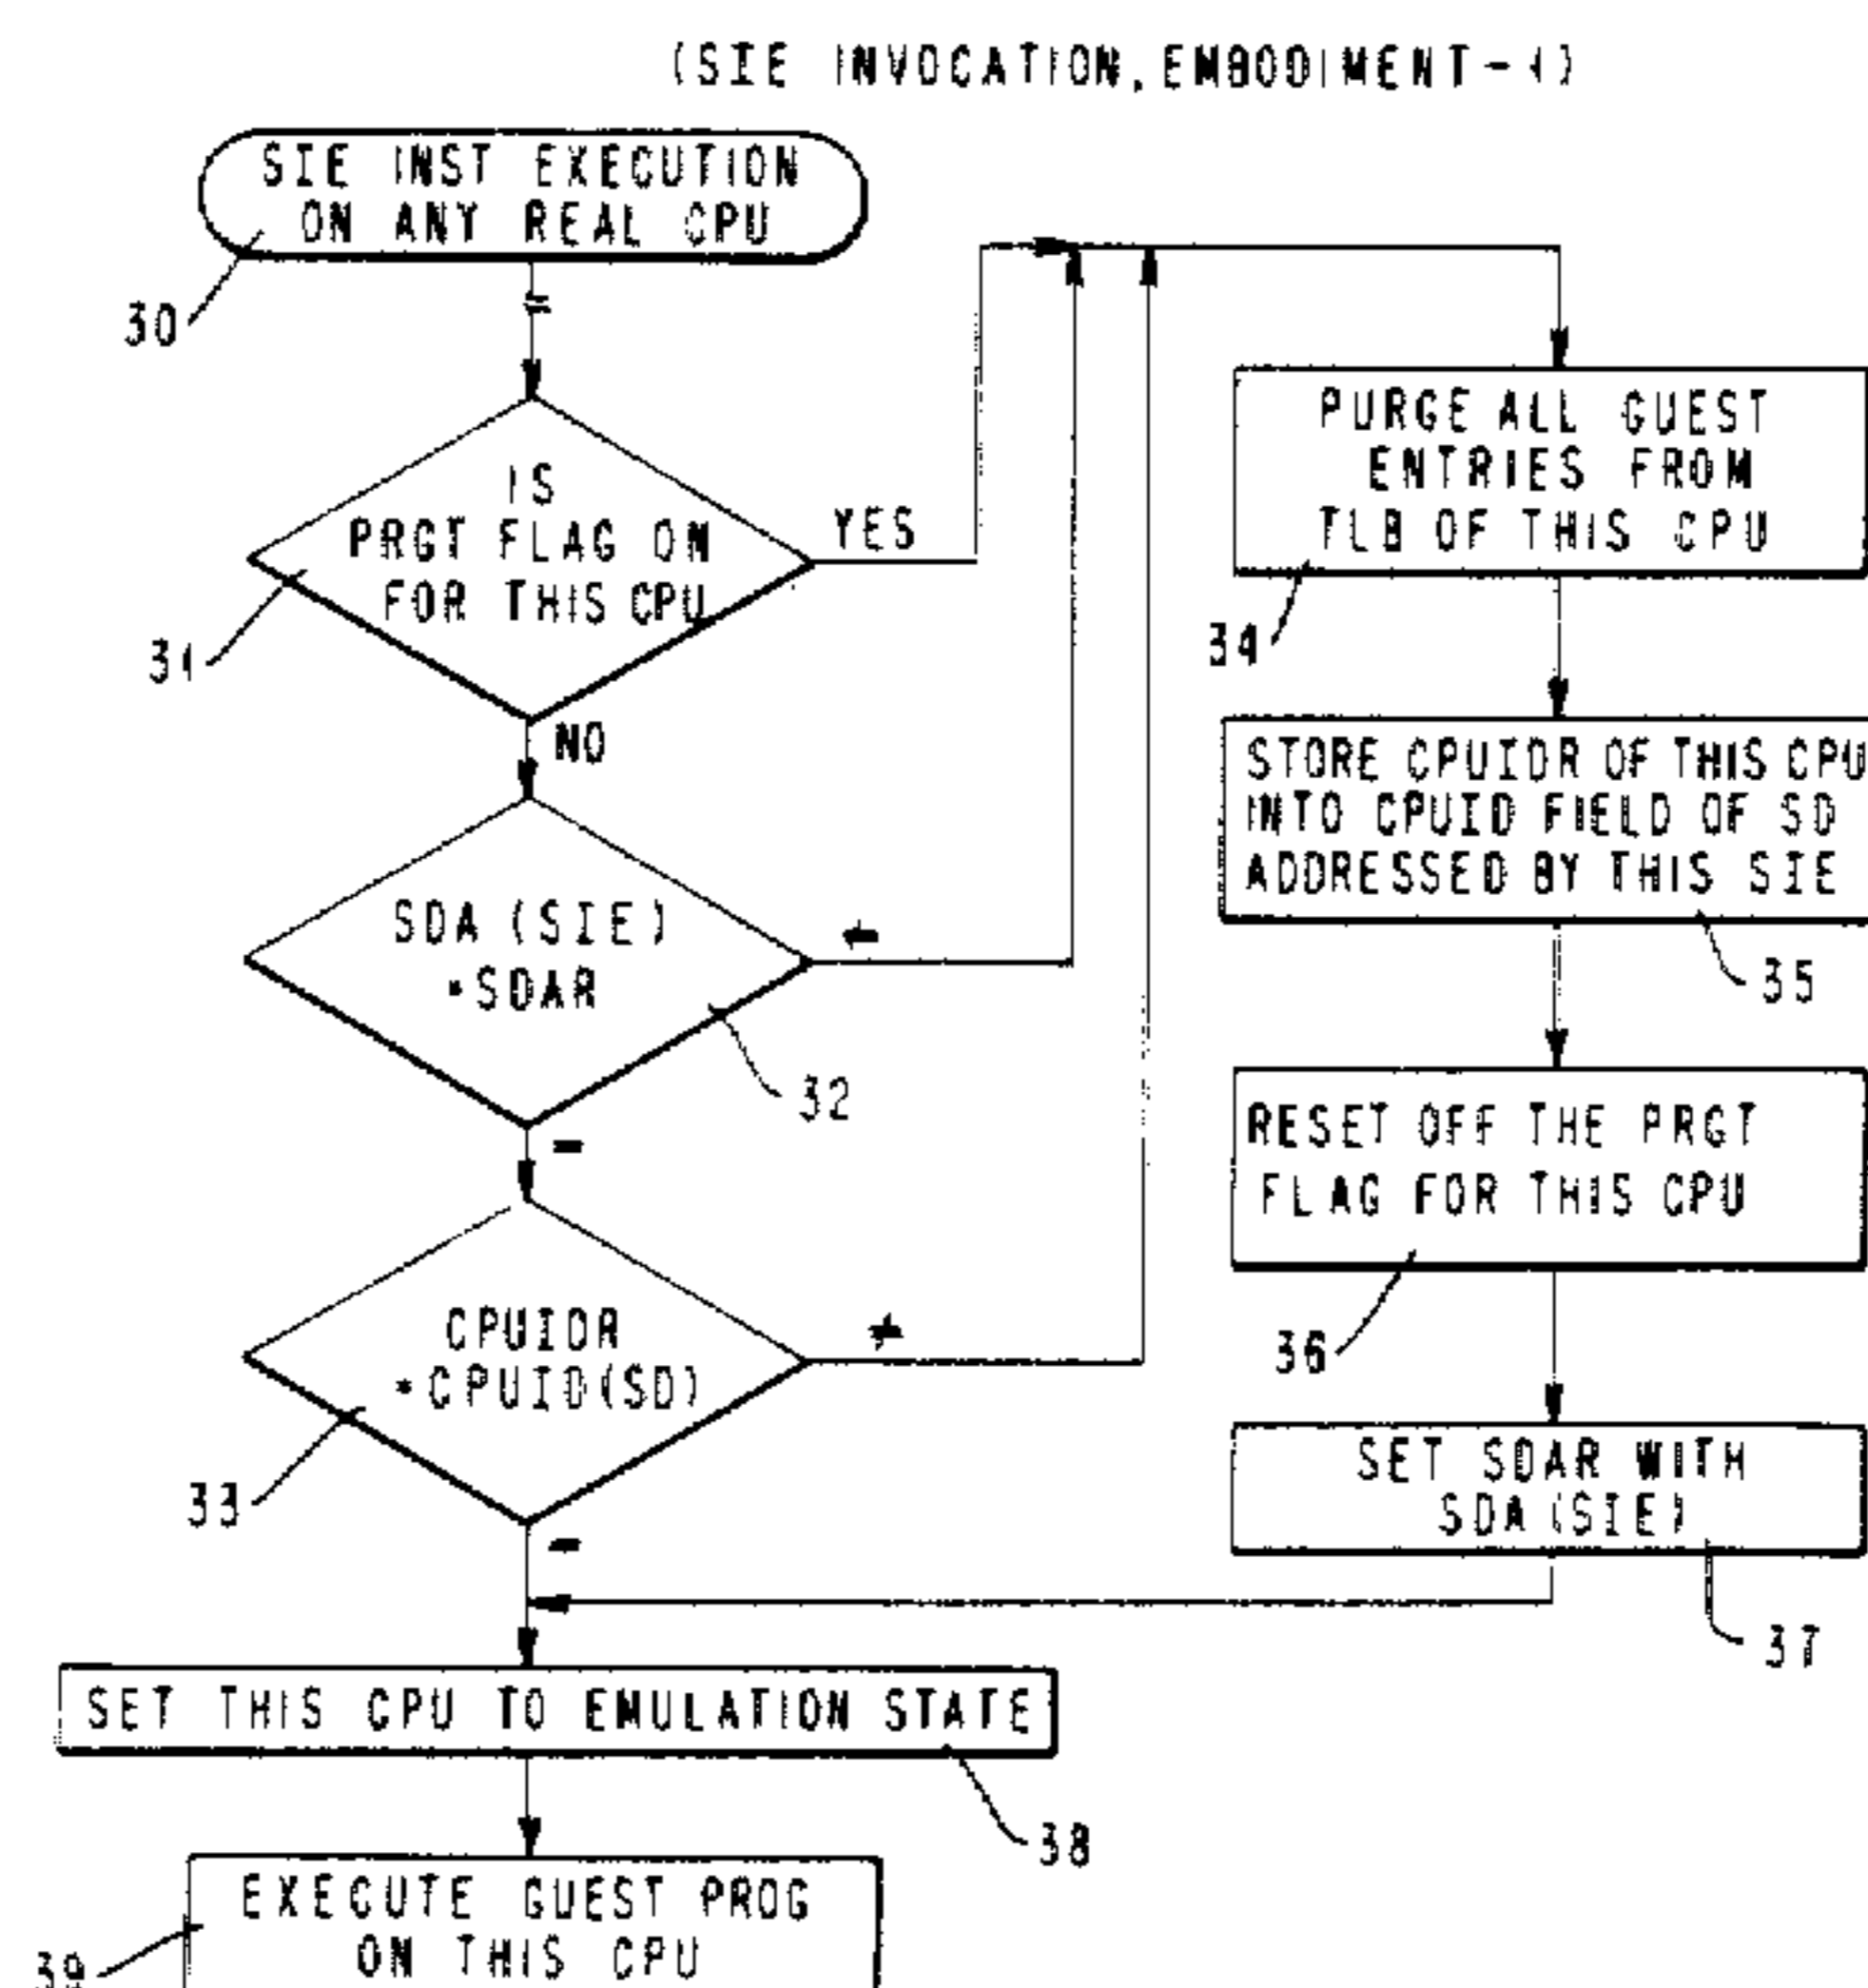 (SIE INVOCATION, EMBODIMENT-1)
SIE INST EXECUTION
ON ANY REAL CPU
30
IS
PRGT FLAG ON
FOR THIS CPU
YES
31
NO
SDA (SIE)
=SDAR
≠
32
=
CPUIDR
=CPUID(SD)
≠
33
=
PURGE ALL GUEST
ENTRIES FROM
TLB OF THIS CPU
34
STORE CPUIDR OF THIS CPU
INTO CPUID FIELD OF SD
ADDRESSED BY THIS SIE
35
RESET OFF THE PRGT
FLAG FOR THIS CPU
36
SET SDAR WITH
SDA (SIE)
37
SET THIS CPU TO EMULATION STATE
38
EXECUTE GUEST PROG
ON THIS CPU
39